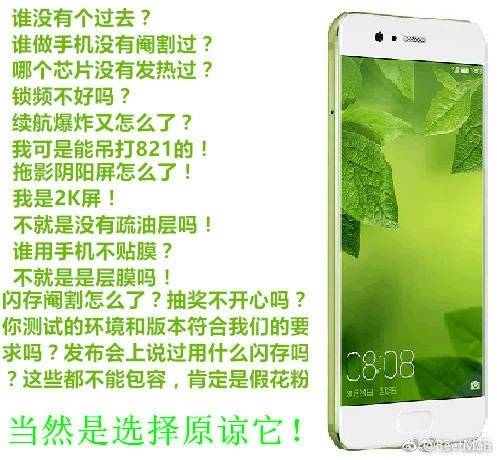 谁没有个过去？
谁做手机没有阉割过？
哪个芯片没有发热过？
锁频不好吗？
续航爆炸又怎么了？
我可是能吊打821的！
拖影阴阳屏怎么了！
我是2K屏！
不就是没有疏油层吗！
谁用手机不贴膜？
不就是是层膜吗！
闪存阉割怎么了？抽奖不开心吗？
你测试的环境和版本符合我们的要
求吗？发布会上说过用什么闪存吗
？这些都不能包容，肯定是假花粉
当然是选择原谅它！
08:08